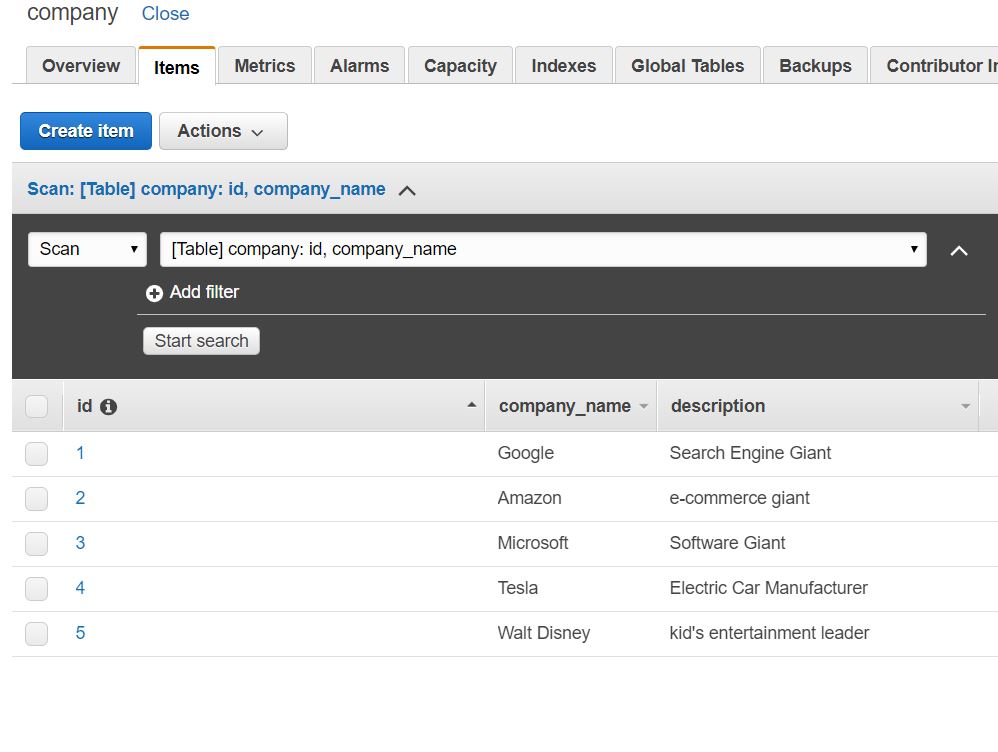 company Close
Overview Items Metrics Alarms Capacity Indexes Global Tables Backups Contributor
Create item Actions
Scan: [Table] company: id, company_name
Scan [Table] company: id, company_name
Add filter
Start search
id company_name description
1 Google Search Engine Giant
2 Amazon e-commerce giant
3 Microsoft Software Giant
4 Tesla Electric Car Manufacturer
5 Walt Disney kid's entertainment leader